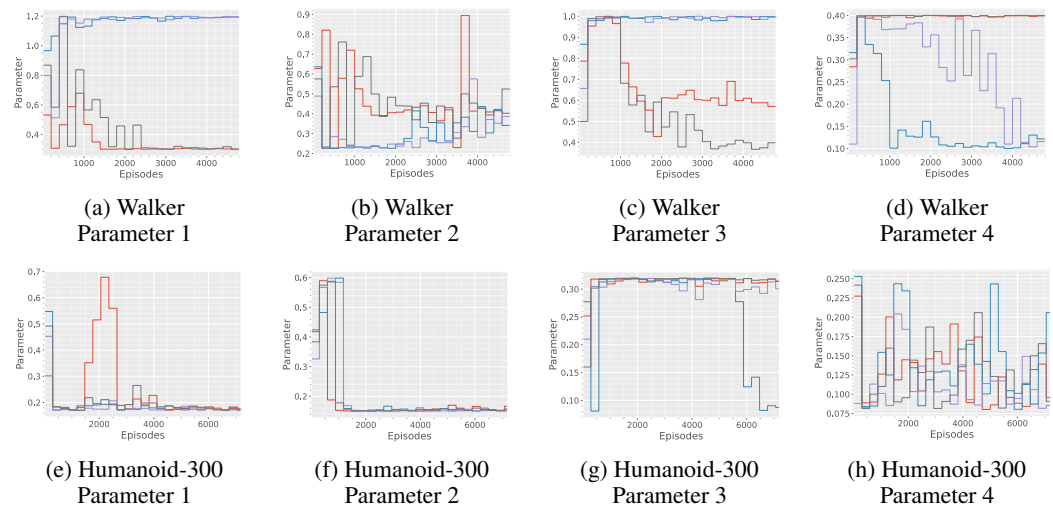 1.2
1.0
0.8
0.6
0.4
Parameter
1000
2000
3000
4000
Episodes
(a) Walker
Parameter 1
0.9
0.8
0.7
0.6
0.5
0.4
0.3
0.2
Parameter
1000
2000
3000
4000
Episodes
(b) Walker
Parameter 2
1.0
0.9
0.8
0.7
0.6
0.5
0.4
Parameter
1000
2000
3000
4000
Episodes
(c) Walker
Parameter 3
0.40
0.35
0.30
0.25
0.20
0.15
0.10
Parameter
1000
2000
3000
4000
Episodes
(d) Walker
Parameter 4
0.7
0.6
0.5
0.4
0.3
0.2
Parameter
2000
4000
6000
Episodes
(e) Humanoid-300
Parameter 1
0.6
0.5
0.4
0.3
0.2
Parameter
2000
4000
6000
Episodes
(f) Humanoid-300
Parameter 2
0.30
0.25
0.20
0.15
0.10
Parameter
2000
4000
6000
Episodes
(g) Humanoid-300
Parameter 3
0.250
0.225
0.200
0.175
0.150
0.125
0.100
0.075
Parameter
2000
4000
6000
Episodes
(h) Humanoid-300
Parameter 4